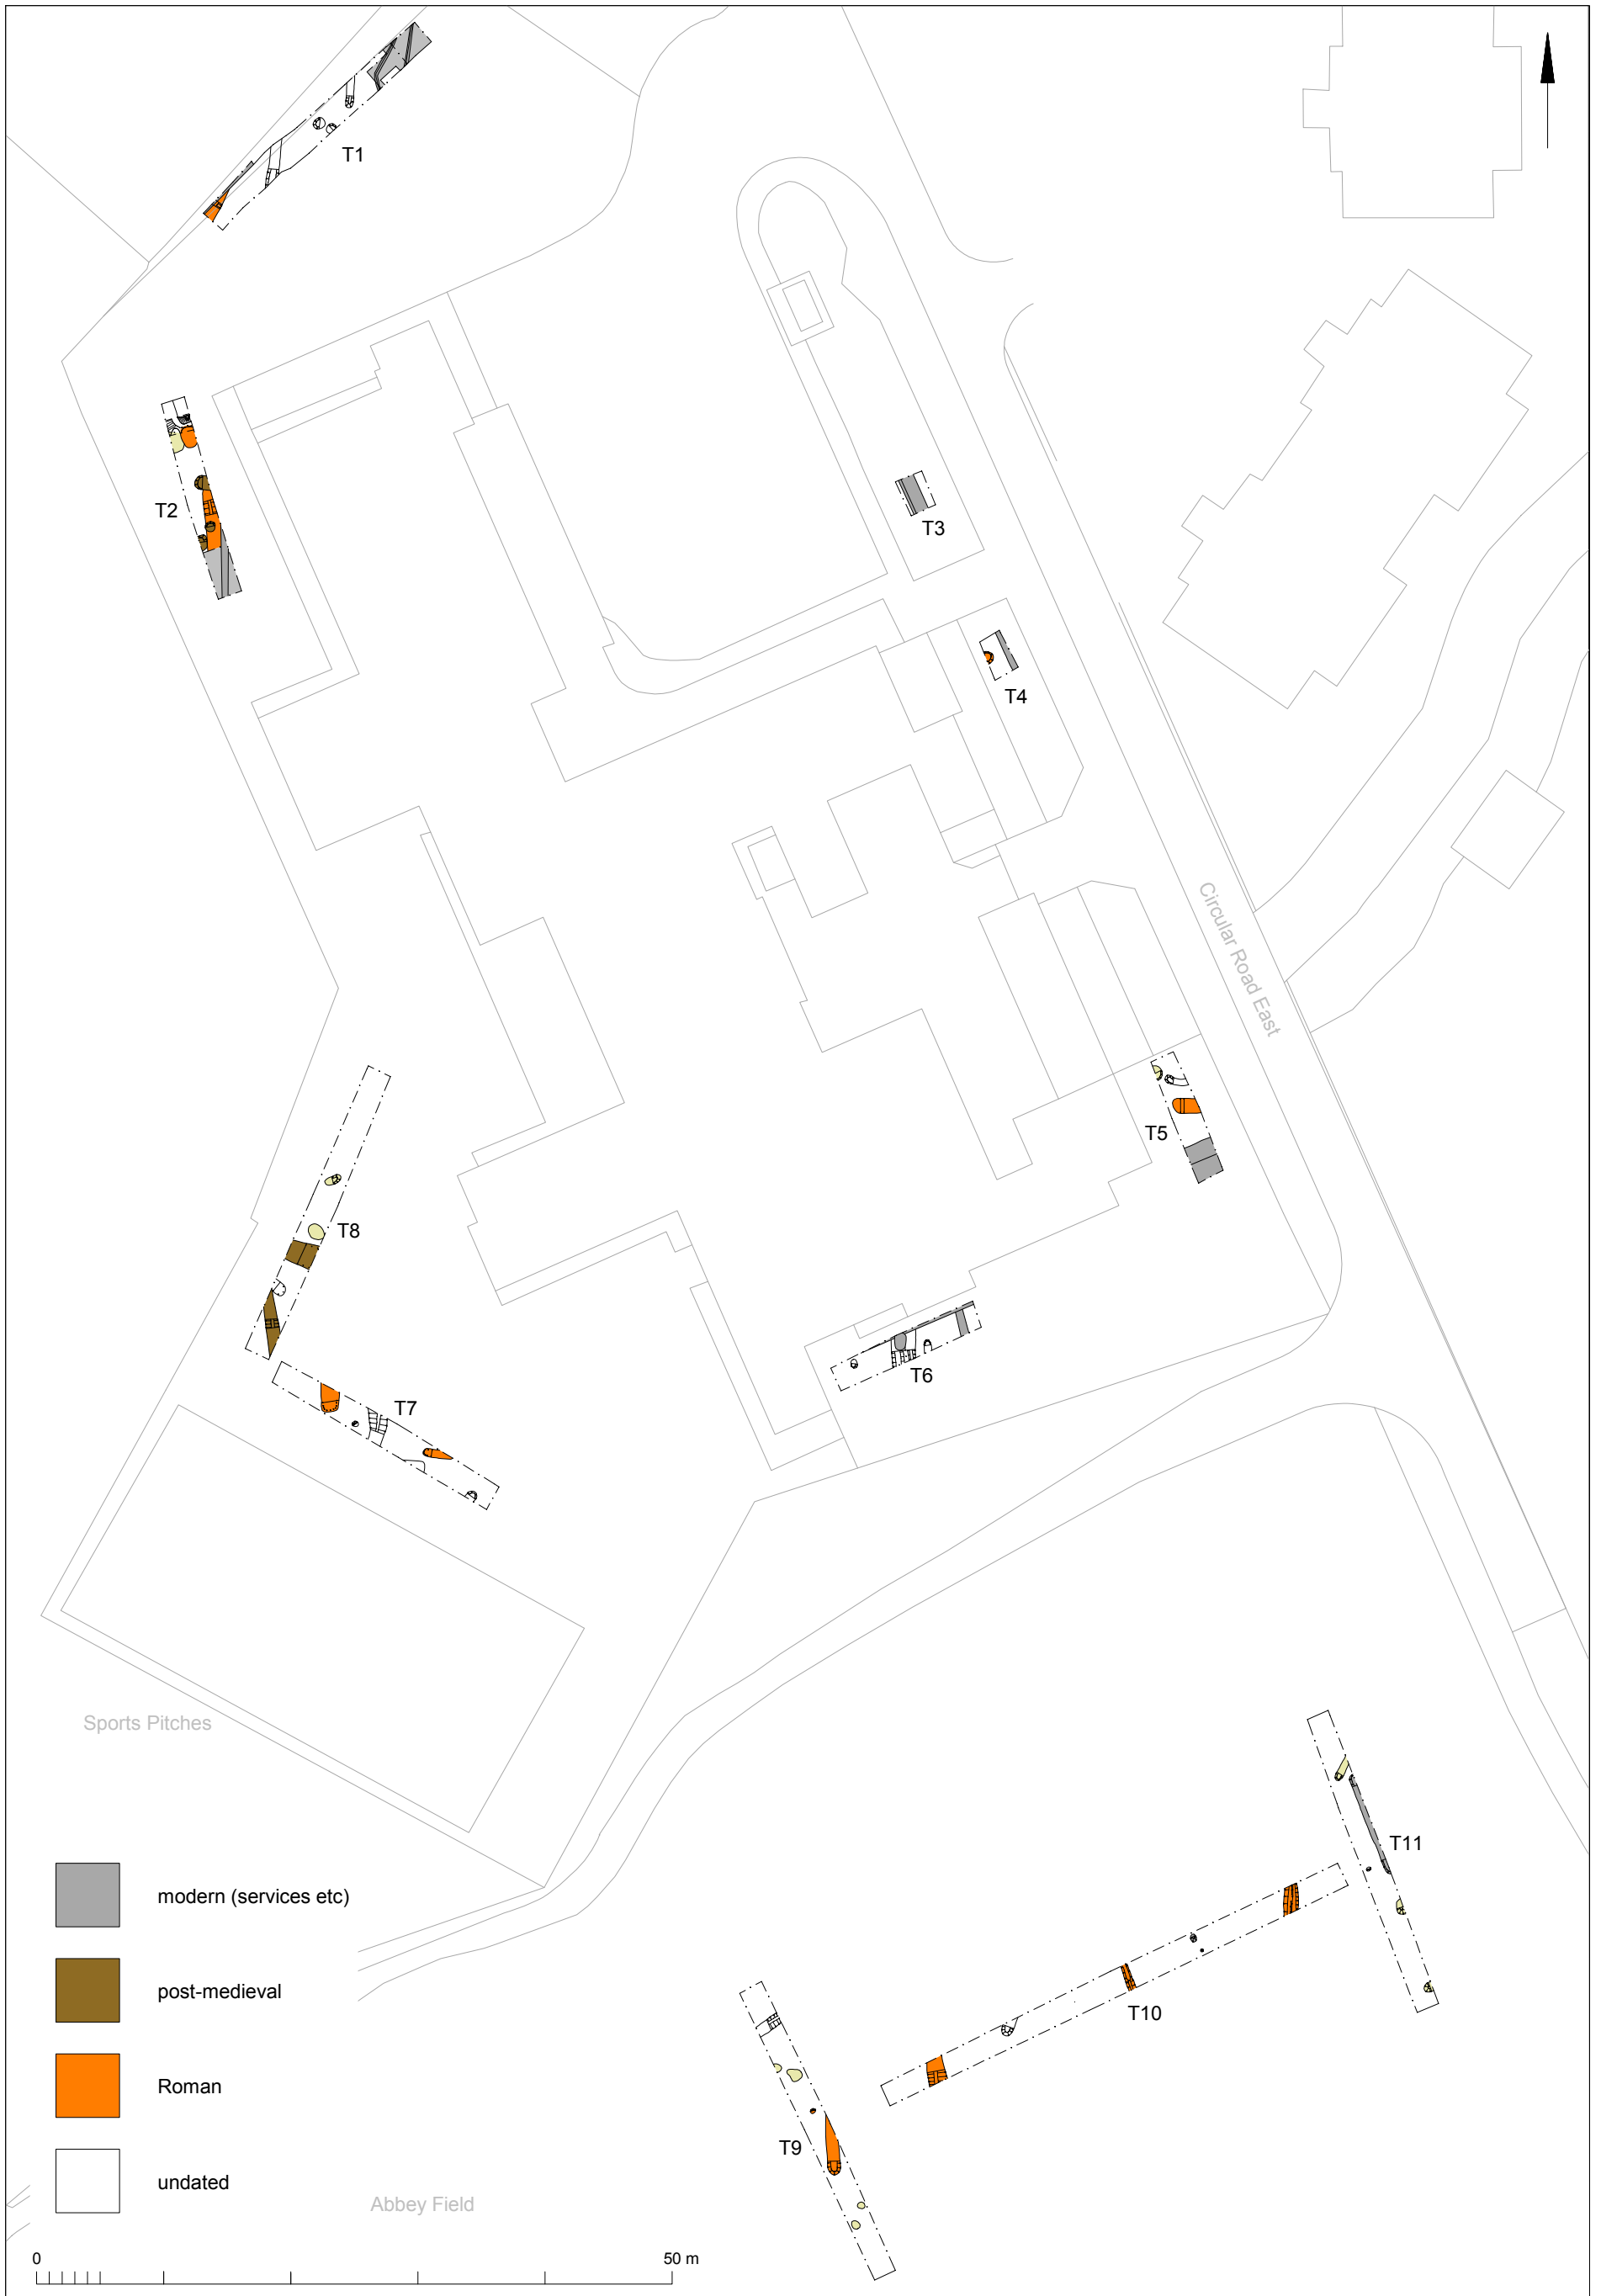 T1
T2
T3
T4
Circular Road East
T5
T8
T6
T7
Sports Pitches
T11
modern (services etc)
post-medieval
T10
Roman
T9
undated
Abbey Field
0
50 m